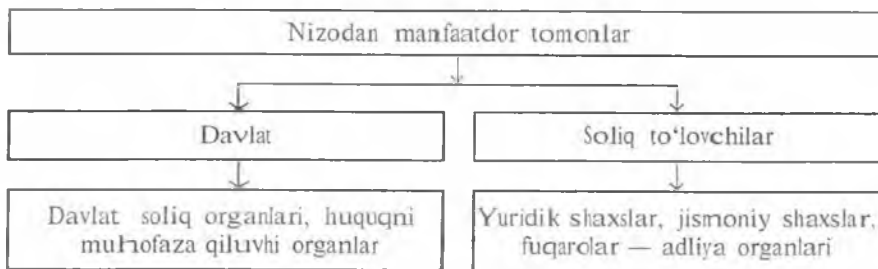 Nizodan manfaatdor tomonlar
Davlat
Soliq to‘lovchilar
Davlat soliq organlari, huquqni
muhofaza qiluvhi organlar
Yuridik shaxslar, jismoniy shaxslar,
fuqarolar — adliya organlari